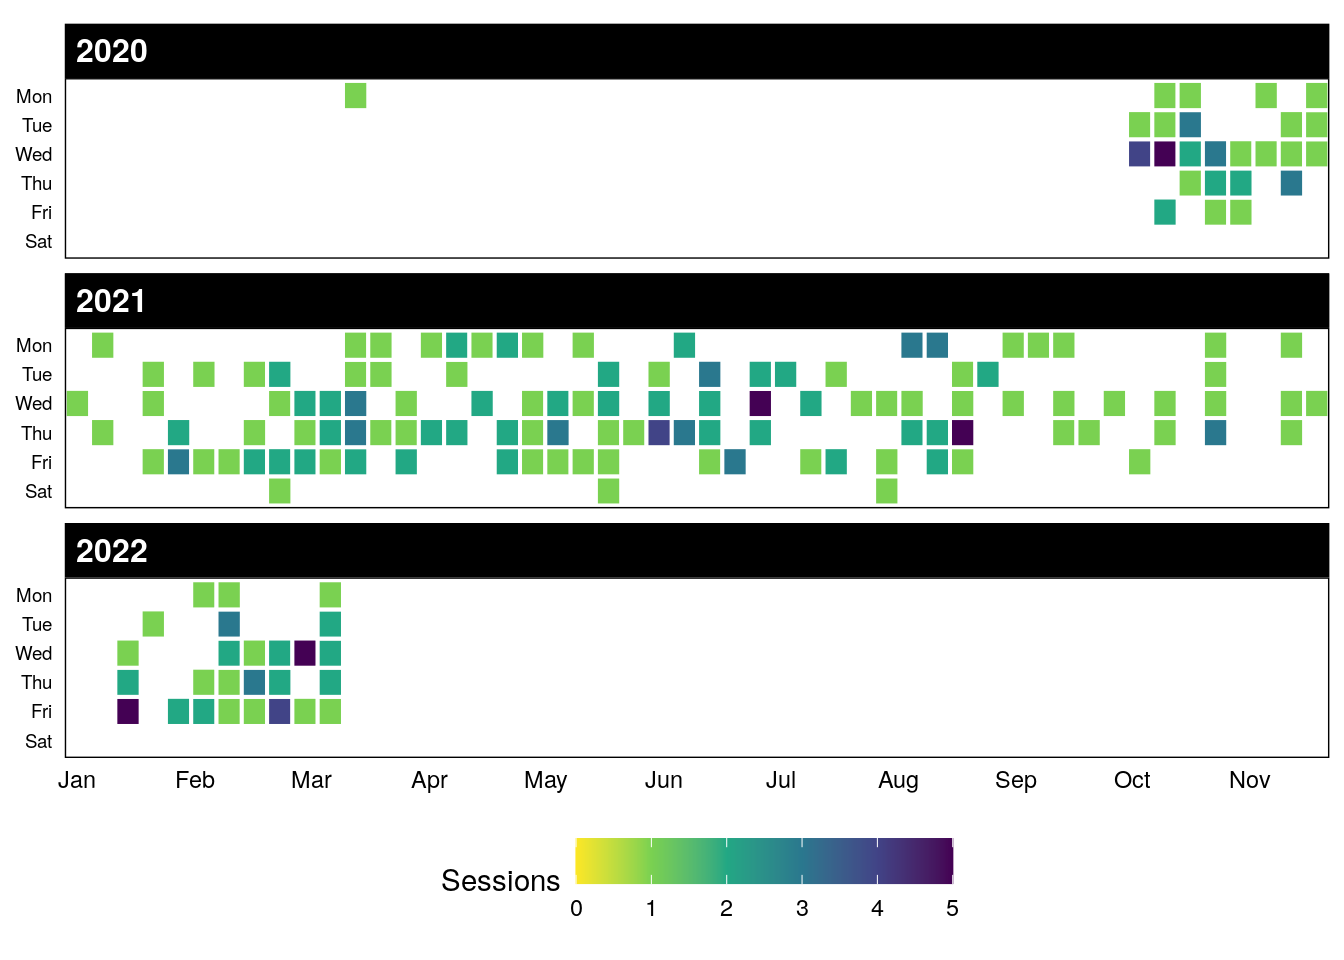 2020
Mon
Tue
Wed
Thu
Fri
Sat
2021
Mon
Tue
Wed
Thu
Fri
Sat
2022
Mon
Tue
Wed
Thu
Fri
Sat
Jan Feb Mar Apr May Jun Jul Aug Sep Oct Nov
Sessions
0 1 2 3 4 5